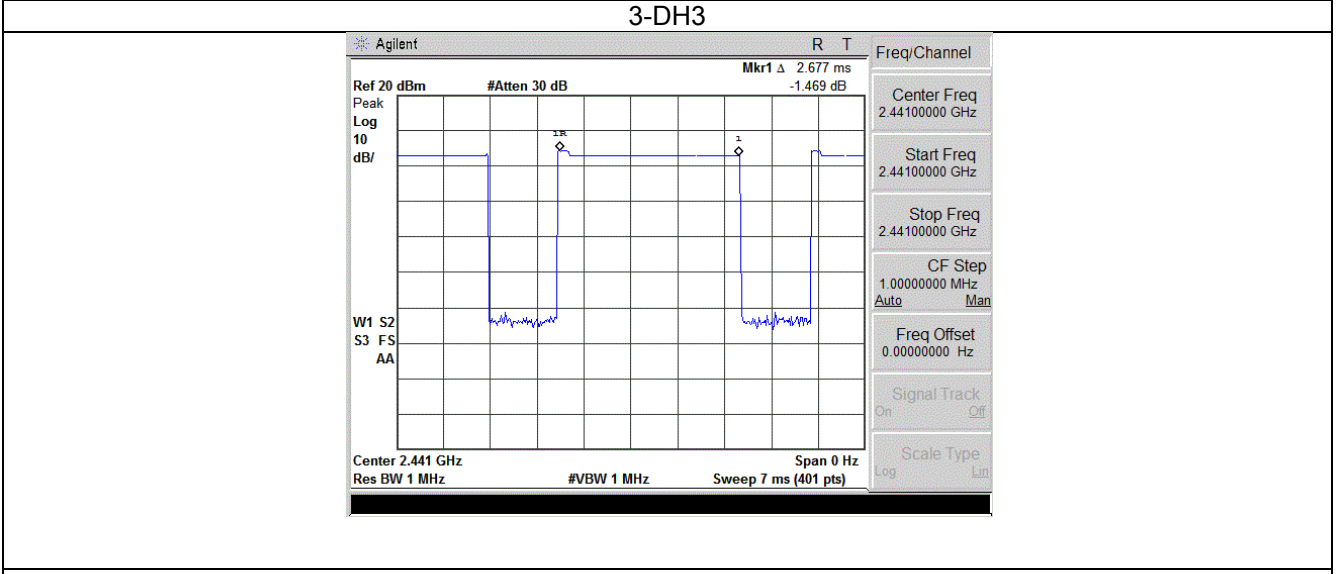 3-DH3
Agilent R T
Mkr1 Δ 2.677 ms
Ref 20 dBm #Atten 30 dB -1.469 dB
Peak
Log
10
dB/
1R
1
W1 S2
S3 FS
AA
Center 2.441 GHz Span 0 Hz
Res BW 1 MHz #VBW 1 MHz Sweep 7 ms (401 pts)
Freq/Channel
Center Freq
2.44100000 GHz
Start Freq
2.44100000 GHz
Stop Freq
2.44100000 GHz
CF Step
1.00000000 MHz
Auto Man
Freq Offset
0.00000000 Hz
Signal Track
On Off
Scale Type
Log Lin